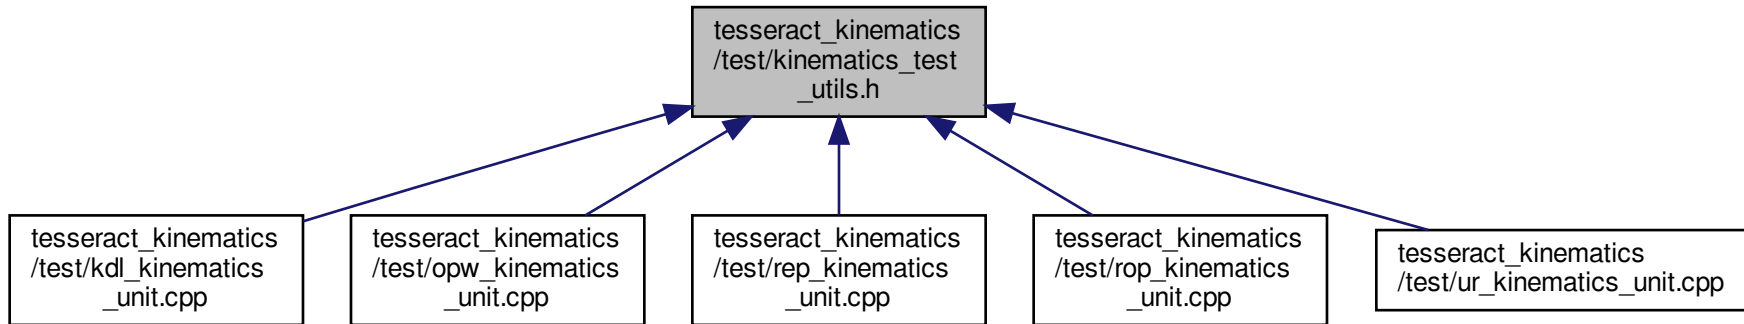 tesseract_kinematics
/test/kinematics_test
_utils.h
tesseract_kinematics
/test/kdl_kinematics
_unit.cpp
tesseract_kinematics
/test/opw_kinematics
_unit.cpp
tesseract_kinematics
/test/rep_kinematics
_unit.cpp
tesseract_kinematics
/test/rop_kinematics
_unit.cpp
tesseract_kinematics
/test/ur_kinematics_unit.cpp